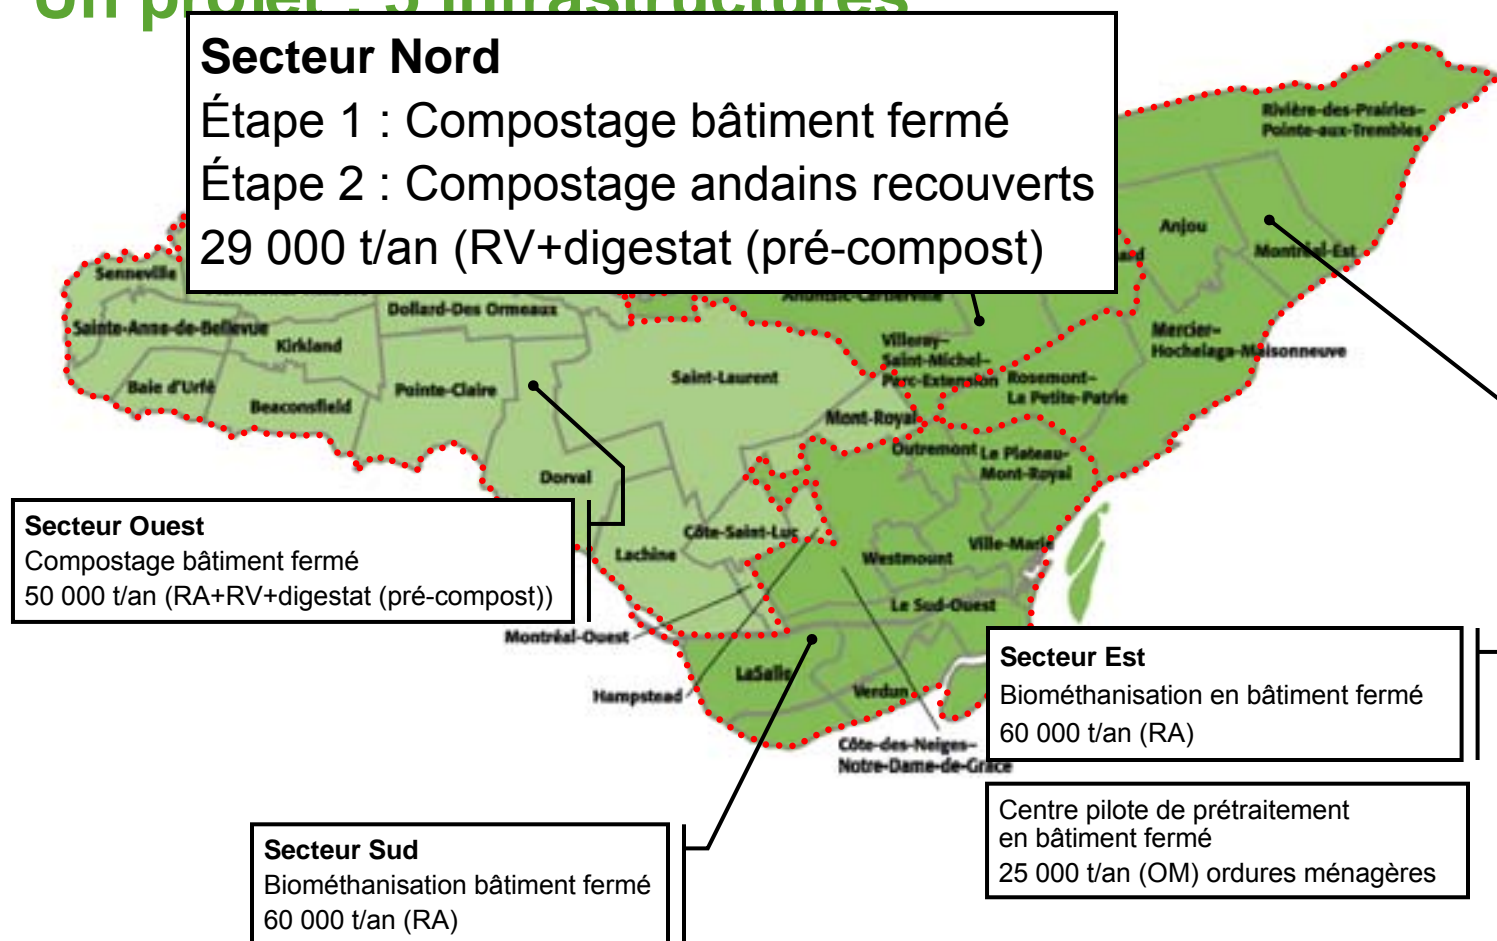 Un projet : 5 infrastructures
Secteur Nord
Étape 1 : Compostage bâtiment fermé
Étape 2 : Compostage andains recouverts
29 000 t/an (RV+digestat (pré-compost)
Rivière-des-Prairies–
Pointe-aux-Trembles
Anjou
Montréal-Est
Senneville
Dollard-Des Ormeaux
Ahuntsic-Cartierville
Sainte-Anne-de-Bellevue
Kirkland
Villeray–
Saint-Michel–
Parc-Extension
Mercier–
Hochelaga-Maisonneuve
Baie d'Urfé
Beaconsfield
Pointe-Claire
Saint-Laurent
Rosemont–
La Petite-Patrie
Mont-Royal
Outremont
Le Plateau-
Mont-Royal
Dorval
Secteur Ouest
Compostage bâtiment fermé
50 000 t/an (RA+RV+digestat (pré-compost))
Lachine
Côte-Saint-Luc
Westmount
Ville-Marie
Le Sud-Ouest
Montréal-Ouest
Hampstead
LaSalle
Verdun
Côte-des-Neiges–
Notre-Dame-de-Grâce
Secteur Est
Biométhanisation en bâtiment fermé
60 000 t/an (RA)
Centre pilote de prétraitement
en bâtiment fermé
25 000 t/an (OM) ordures ménagères
Secteur Sud
Biométhanisation bâtiment fermé
60 000 t/an (RA)